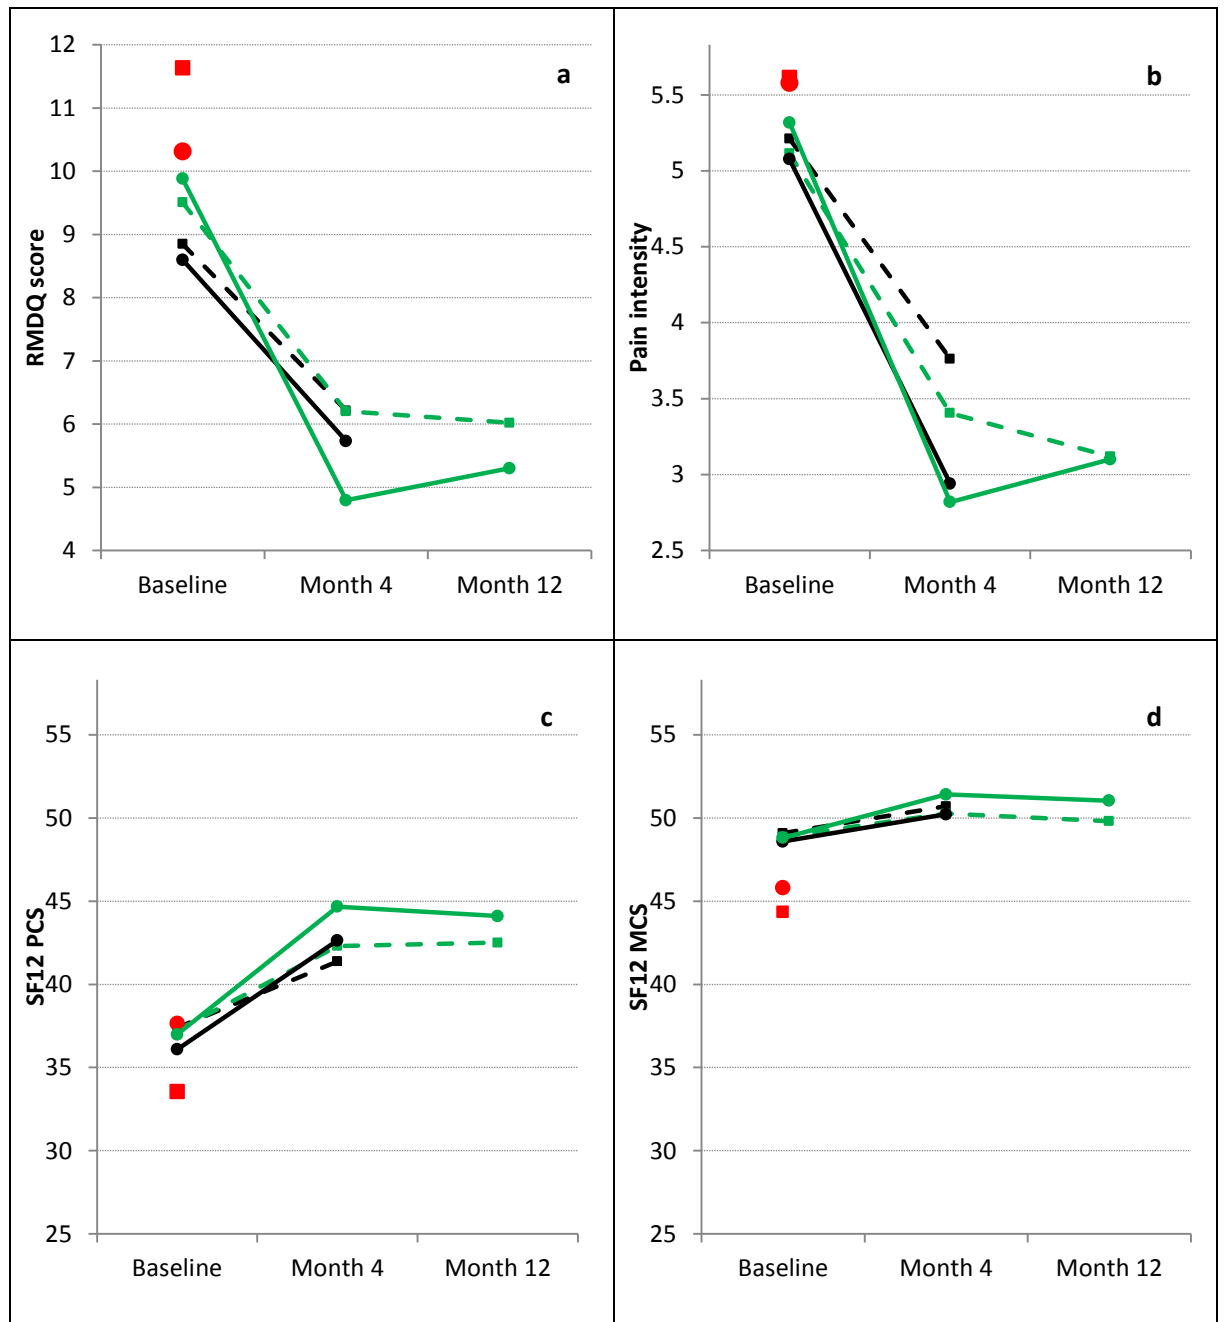 a
RMDQ score
12
11
10
9
8
7
6
5
4
Baseline Month 4 Month 12
b
Pain intensity
5.5
5
4.5
4
3.5
3
2.5
Baseline Month 4 Month 12
c
SF12 PCS
55
50
45
40
35
30
25
Baseline Month 4 Month 12
d
SF12 MCS
55
50
45
40
35
30
25
Baseline Month 4 Month 12